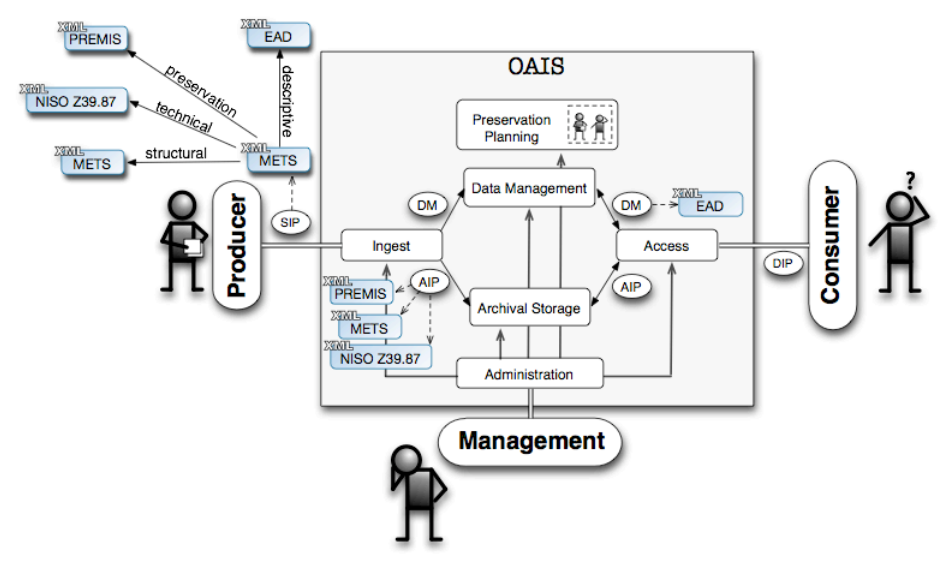 XML
PREMIS
XML
EAD
OAIS
XML
NISO Z39.87
preservation
technical
descriptive
Preservation
Planning
XML
METS
structural
XML
METS
Data Management
Producer
SIP
DM
DM
XML
EAD
?
Ingest
Access
DIP
Consumer
XML
PREMIS
AIP
AIP
Archival Storage
XML
METS
XML
NISO Z39.87
Administration
Management